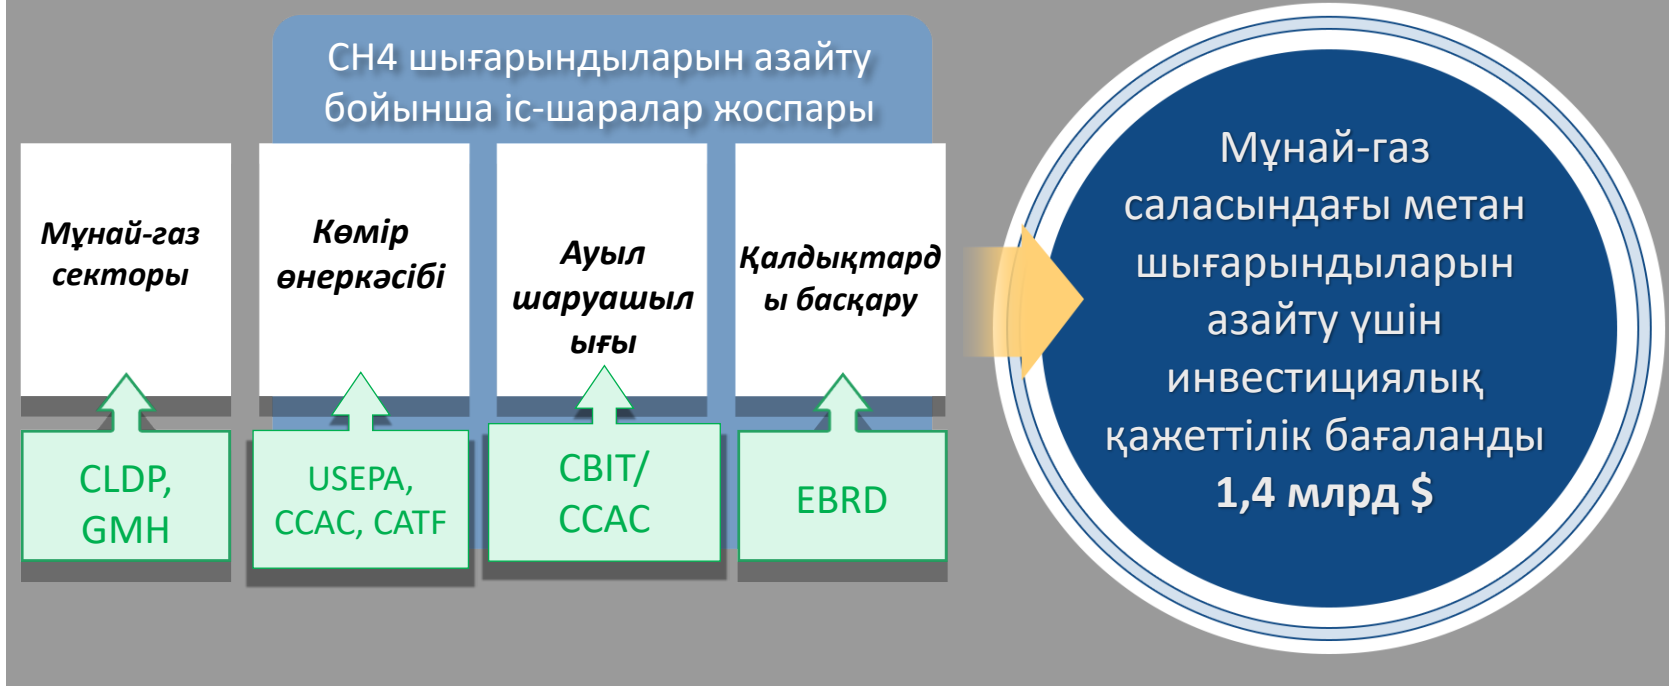 CH4 шығарындыларын азайту
бойынша іс-шаралар жоспары
Мұнай-газ
секторы
Көмір
өнеркәсібі
Ауыл
шаруашыл
ығы
Қалдықтард
ы басқару
CLDP,
GMH
USEPA,
CCAC, CATF
CBIT/
CCAC
EBRD
Мұнай-газ
саласындағы метан
шығарындыларын
азайту үшін
инвестициялық
қажеттілік бағаланды
1,4 млрд $